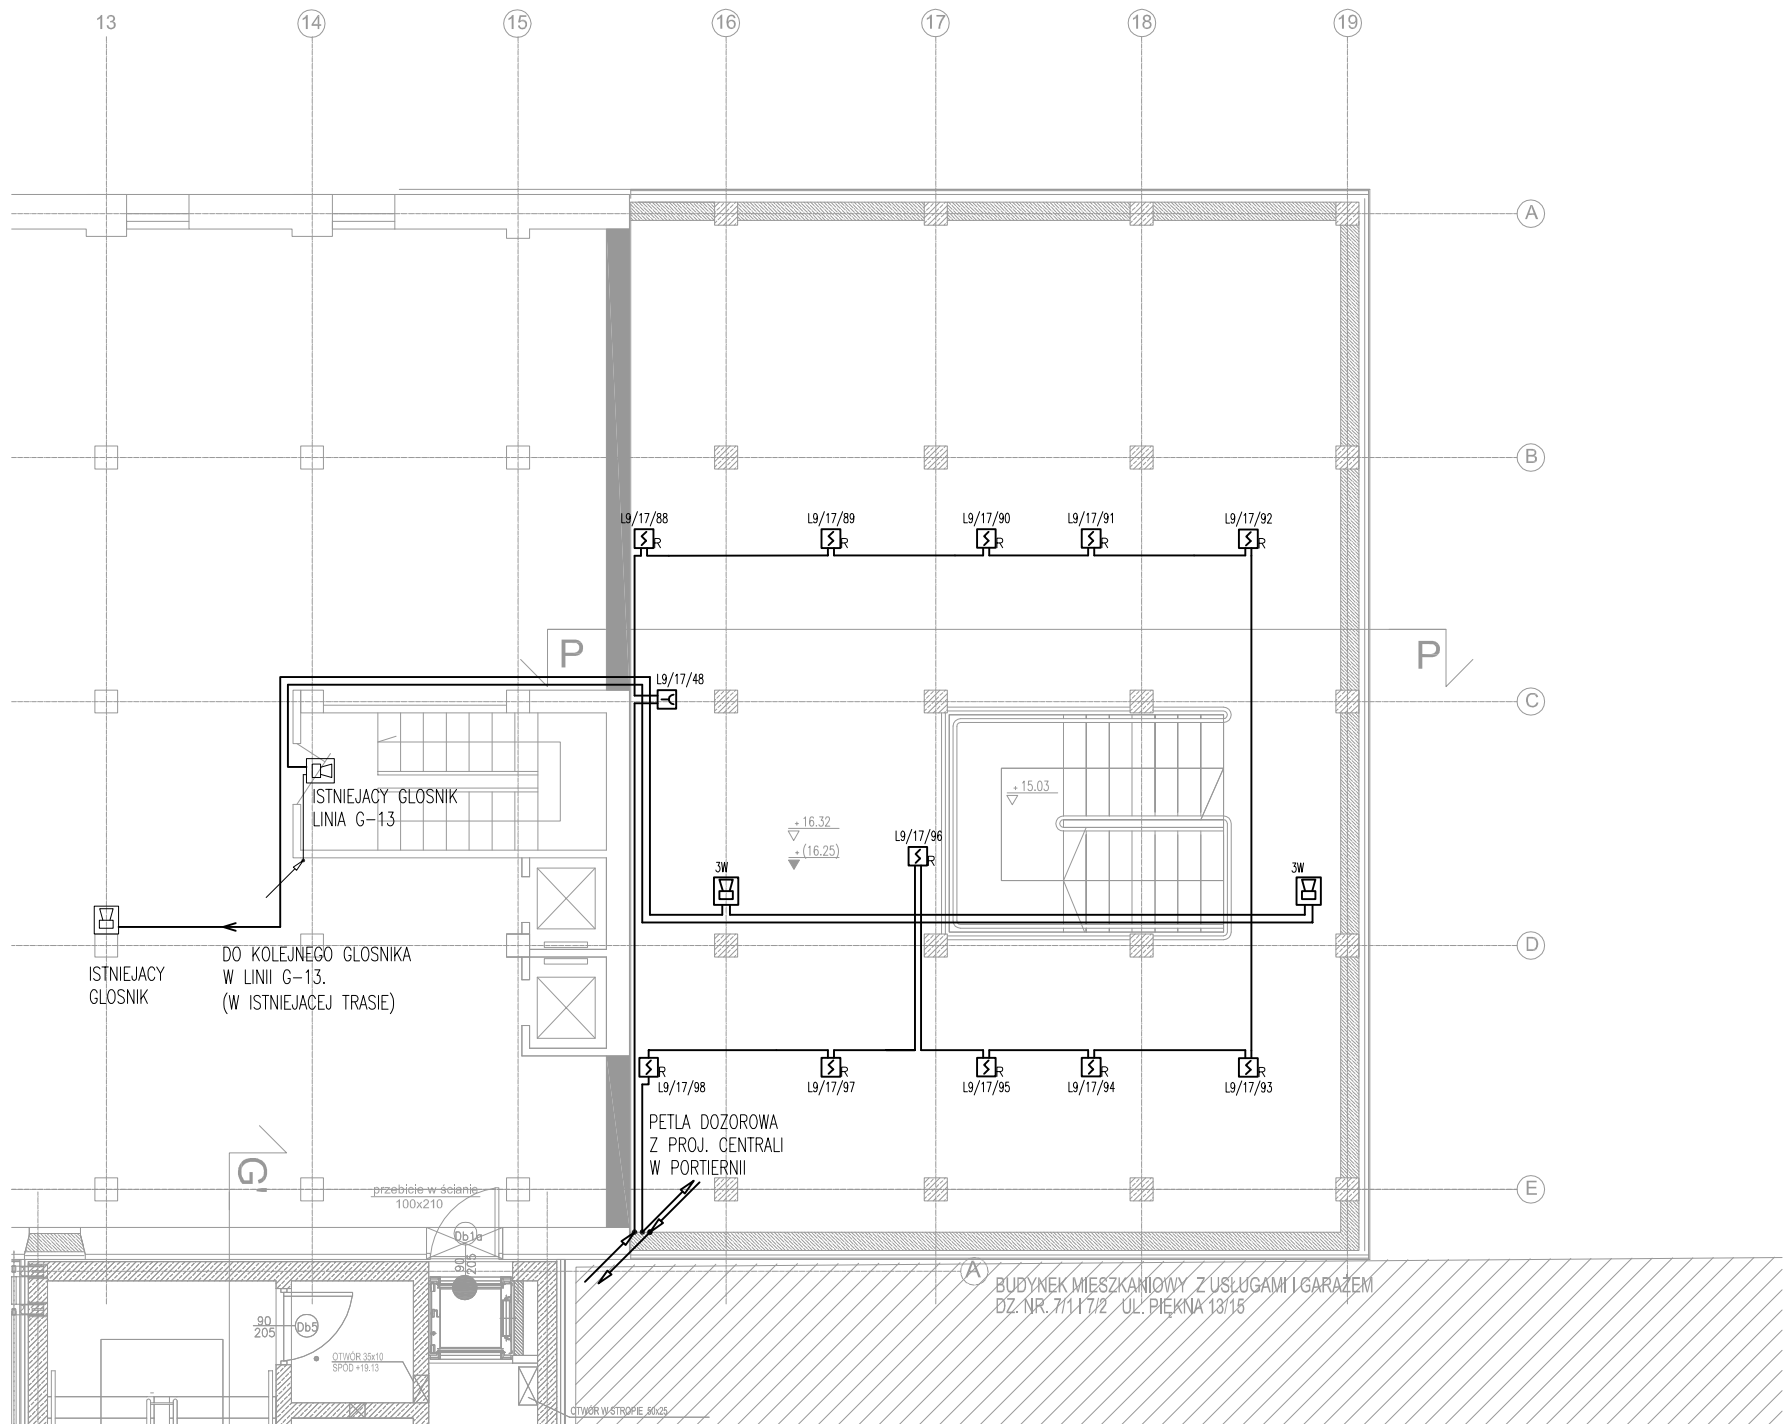 13
14
15
16
17
18
19
A
B
L9/17/88
R
L9/17/89
R
L9/17/90
R
L9/17/91
R
L9/17/92
R
P
P
L9/17/48
C
ISTNIEJACY GLOSNIK
LINIA G-13
+ 15.03
+ 16.32
+ (16.25)
L9/17/96
R
3W
3W
D
DO KOLEJNEGO GLOSNIKA
W LINII G-13.
(W ISTNIEJACEJ TRASIE)
ISTNIEJACY
GLOSNIK
R
L9/17/98
R
L9/17/97
R
L9/17/95
R
L9/17/94
R
L9/17/93
PETLA DOZOROWA
Z PROJ. CENTRALI
W PORTIERNII
G'
przebicie w ścianie
100x210
E
Db1a
90
205
A
BUDYNEK MIESZKANIOWY Z USŁUGAMI I GARAŻEM
DZ. NR. 7/1 I 7/2 UL. PIĘKNA 13/15
90
205
Db5
OTWÓR 35x10
SPÓD +19.13
OTWÓR W STROPIE 50x25